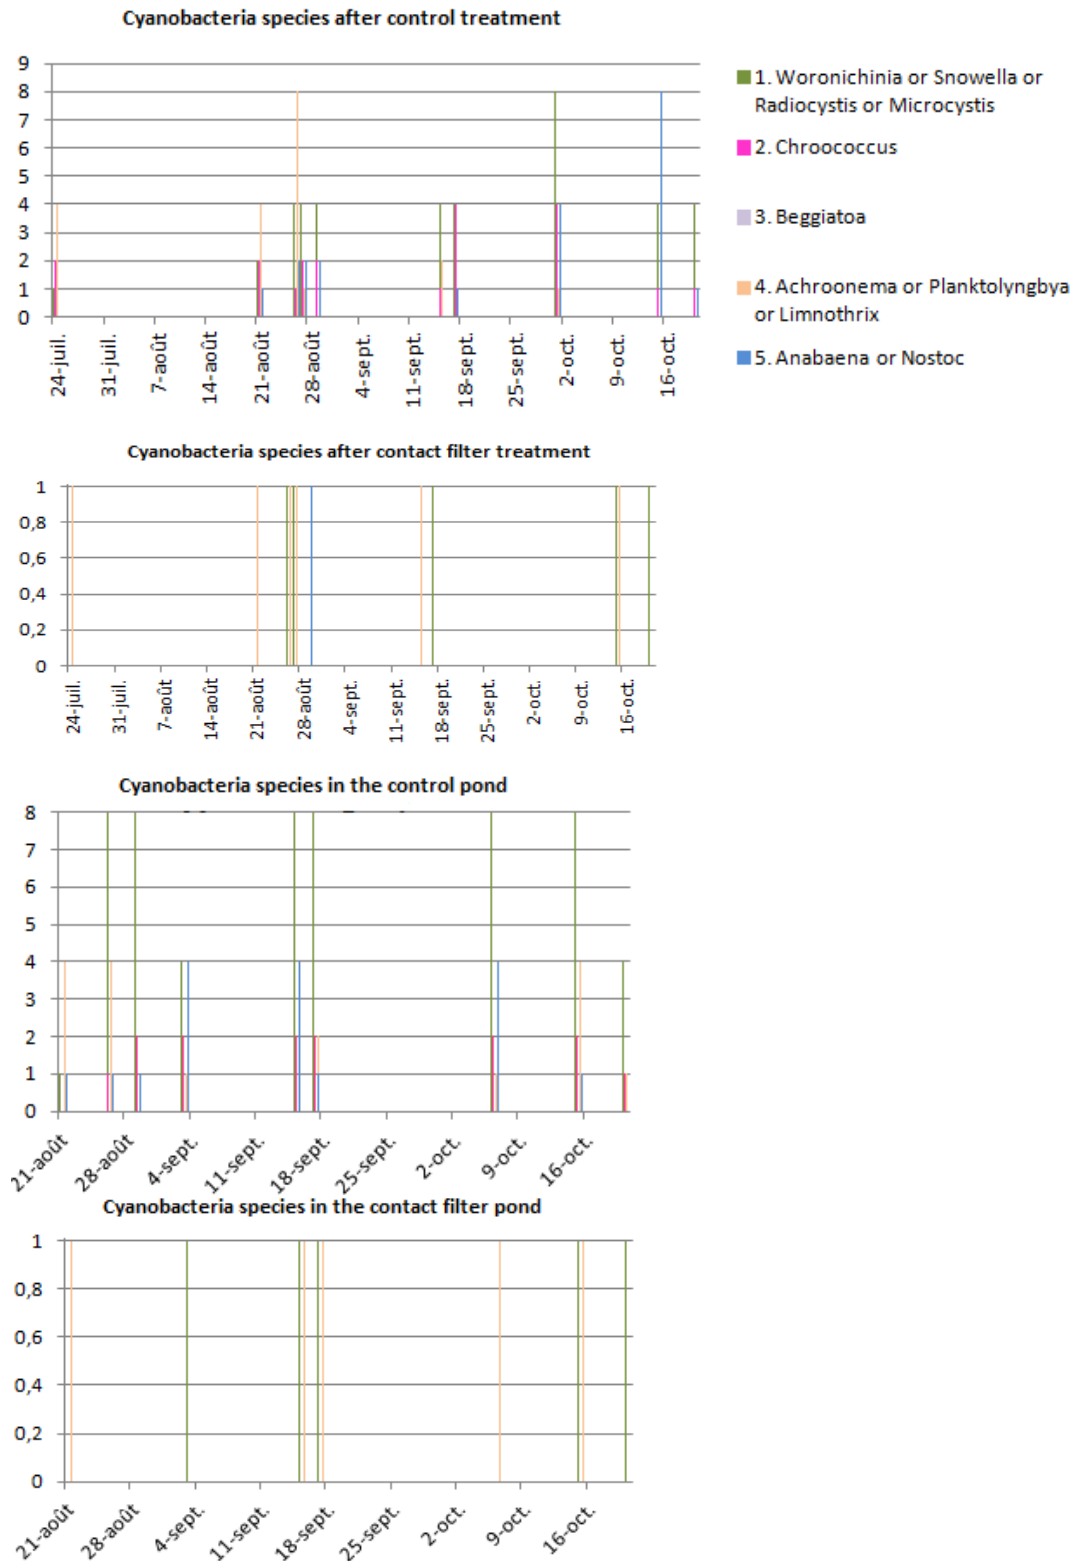 Cyanobacteria species after control treatment
9
8
7
6
5
4
3
2
1
0
24-juil.
31-juil.
7-août
14-août
21-août
28-août
4-sept.
11-sept.
18-sept.
25-sept.
2-oct.
9-oct.
16-oct.
1. Woronichinia or Snowella or
Radiocystis or Microcystis
2. Chroococcus
3. Beggiatoa
4. Achroonema or Planktolyngbya
or Limnothrix
5. Anabaena or Nostoc
Cyanobacteria species after contact filter treatment
1
0,8
0,6
0,4
0,2
0
24-juil.
31-juil.
7-août
14-août
21-août
28-août
4-sept.
11-sept.
18-sept.
25-sept.
2-oct.
9-oct.
16-oct.
Cyanobacteria species in the control pond
8
7
6
5
4
3
2
1
0
21-août
28-août
4-sept.
11-sept.
18-sept.
25-sept.
2-oct.
9-oct.
16-oct.
Cyanobacteria species in the contact filter pond
1
0,8
0,6
0,4
0,2
0
21-août
28-août
4-sept.
11-sept.
18-sept.
25-sept.
2-oct.
9-oct.
16-oct.